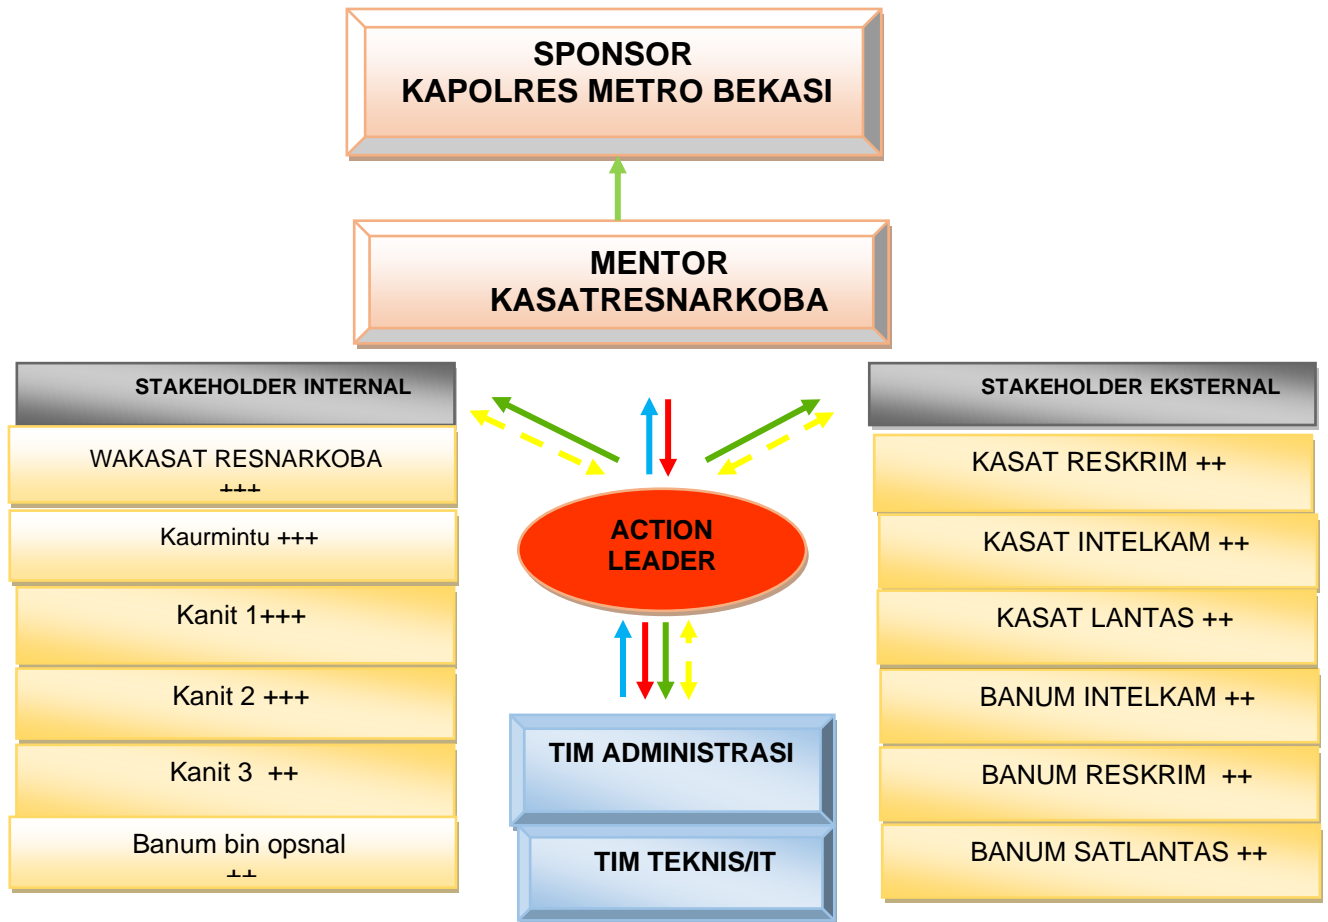 SPONSOR
KAPOLRES METRO BEKASI
MENTOR
KASATRESNARKOBA
STAKEHOLDER INTERNAL
WAKASAT RESNARKOBA
+++
Kaurmintu +++
Kanit 1+++
Kanit 2 +++
Kanit 3 ++
Banum bin opsnal
++
ACTION
LEADER
TIM ADMINISTRASI
TIM TEKNIS/IT
STAKEHOLDER EKSTERNAL
KASAT RESKRIM ++
KASAT INTELKAM ++
KASAT LANTAS ++
BANUM INTELKAM ++
BANUM RESKRIM ++
BANUM SATLANTAS ++